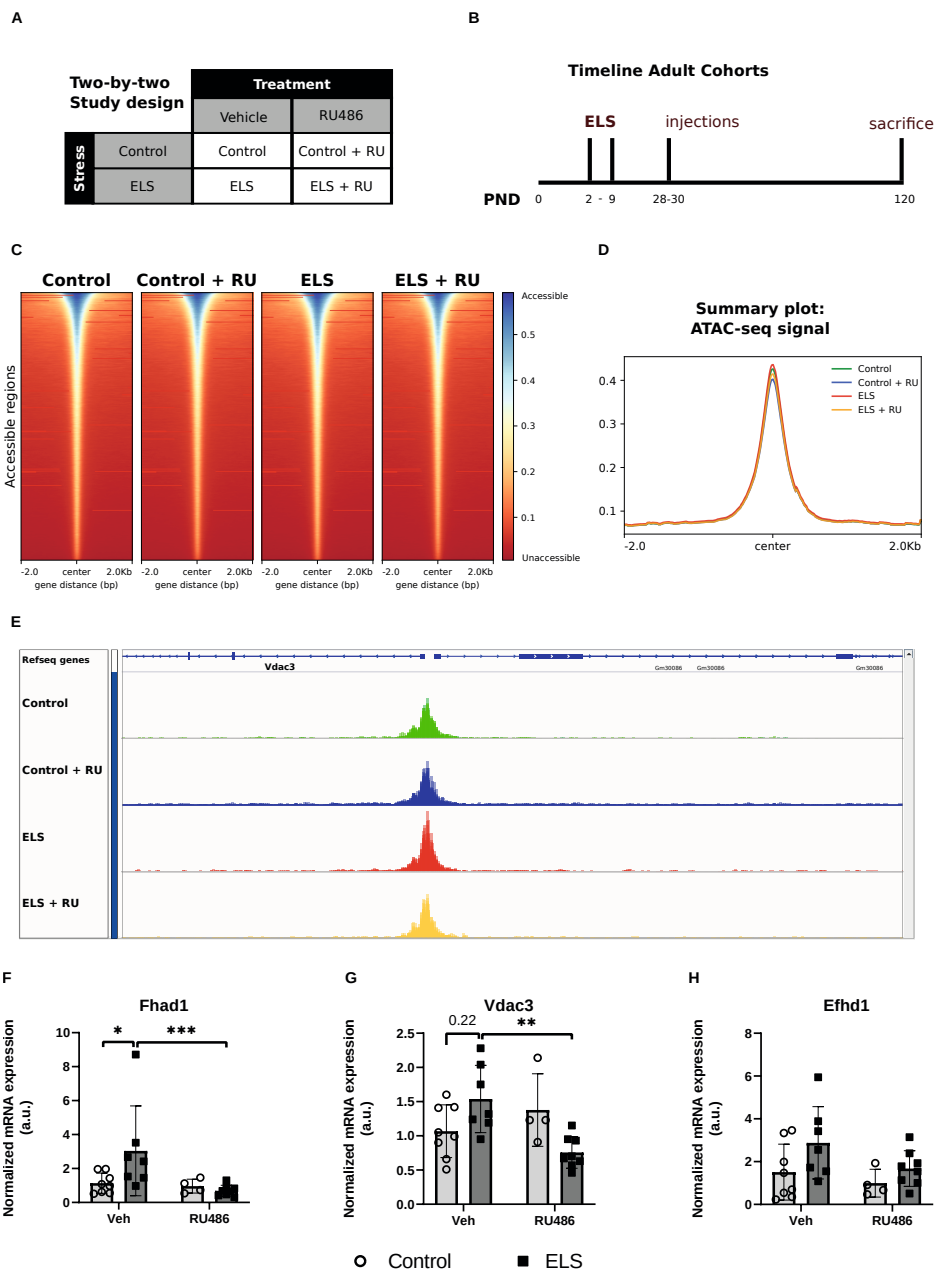 A
B
Two-by-two
Study design
Treatment
Vehicle RU486
Stress
Control Control Control + RU
ELS ELS ELS + RU
Timeline Adult Cohorts
ELS injections sacrifice
PND 0 2 - 9 28-30 120
C
D
Control Control + RU ELS ELS + RU
Accessible regions
Accessible
0.5
0.4
0.3
0.2
0.1
Unaccessible
-2.0 center 2.0Kb -2.0 center 2.0Kb -2.0 center 2.0Kb -2.0 center 2.0Kb
gene distance (bp) gene distance (bp) gene distance (bp) gene distance (bp)
Summary plot:
ATAC-seq signal
0.4
0.3
0.2
0.1
Control
Control + RU
ELS
ELS + RU
-2.0 center 2.0Kb
E
Refseq genes
Vdac3 Gm30086 Gm30086 Gm30086
Control
Control + RU
ELS
ELS + RU
F
Fhad1
Normalized mRNA expression
(a.u.)
10
8
6
4
2
0
* ***
Veh RU486
G
Vdac3
Normalized mRNA expression
(a.u.)
2.5
2.0
1.5
1.0
0.5
0.0
0.22 **
Veh RU486
H
Efhd1
Normalized mRNA expression
(a.u.)
8
6
4
2
0
Veh RU486
Control ELS